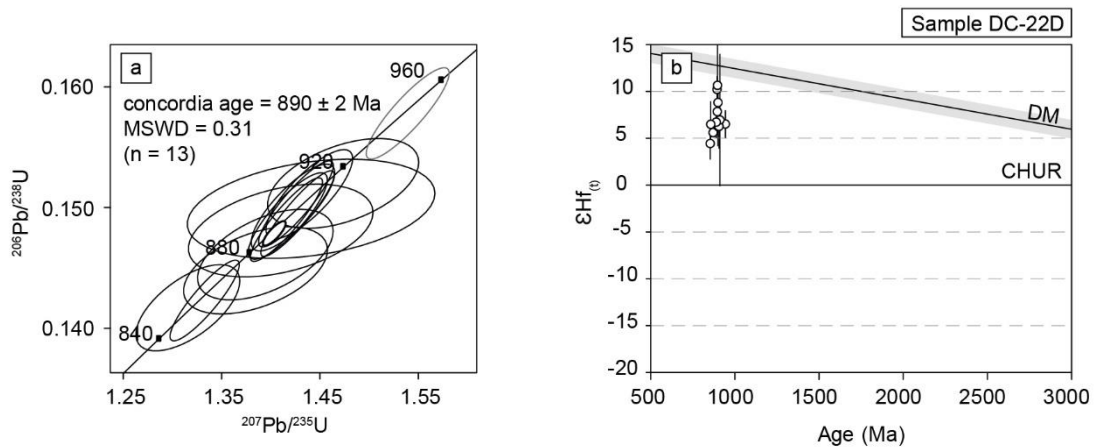 Sample DC-22D
a
960
0.160
concordia age = 890 ± 2 Ma
MSWD = 0.31
(n = 13)
920
0.150
880
0.140
840
1.25
1.35
1.45
1.55
²⁰⁶Pb/²³⁸U
²⁰⁷Pb/²³⁵U
b
15
10
5
0
-5
-10
-15
-20
DM
CHUR
εHf(t)
500
1000
1500
2000
2500
3000
Age (Ma)